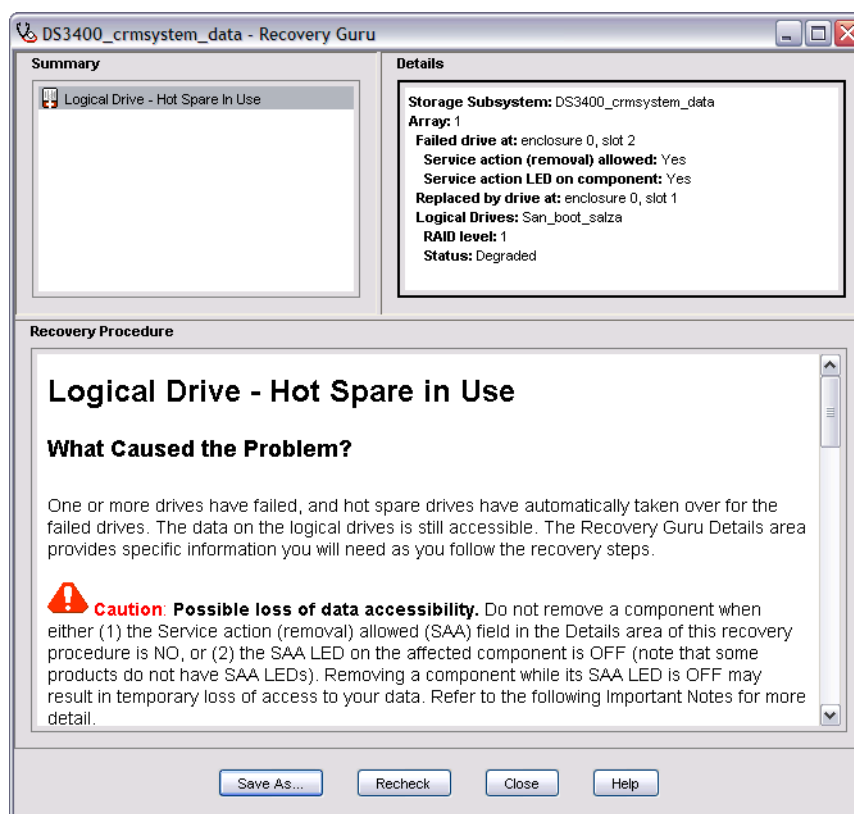 DS3400_crmsystem_data - Recovery Guru
Summary
Logical Drive - Hot Spare In Use
Details
Storage Subsystem: DS3400_crmsystem_data
Array: 1
Failed drive at: enclosure 0, slot 2
Service action (removal) allowed: Yes
Service action LED on component: Yes
Replaced by drive at: enclosure 0, slot 1
Logical Drives: San_boot_salza
RAID level: 1
Status: Degraded
Recovery Procedure
Logical Drive - Hot Spare in Use
What Caused the Problem?
One or more drives have failed, and hot spare drives have automatically taken over for the
failed drives. The data on the logical drives is still accessible. The Recovery Guru Details area
provides specific information you will need as you follow the recovery steps.
Caution: Possible loss of data accessibility. Do not remove a component when
either (1) the Service action (removal) allowed (SAA) field in the Details area of this recovery
procedure is NO, or (2) the SAA LED on the affected component is OFF (note that some
products do not have SAA LEDs). Removing a component while its SAA LED is OFF may
result in temporary loss of access to your data. Refer to the following Important Notes for more
detail.
Save As...
Recheck
Close
Help